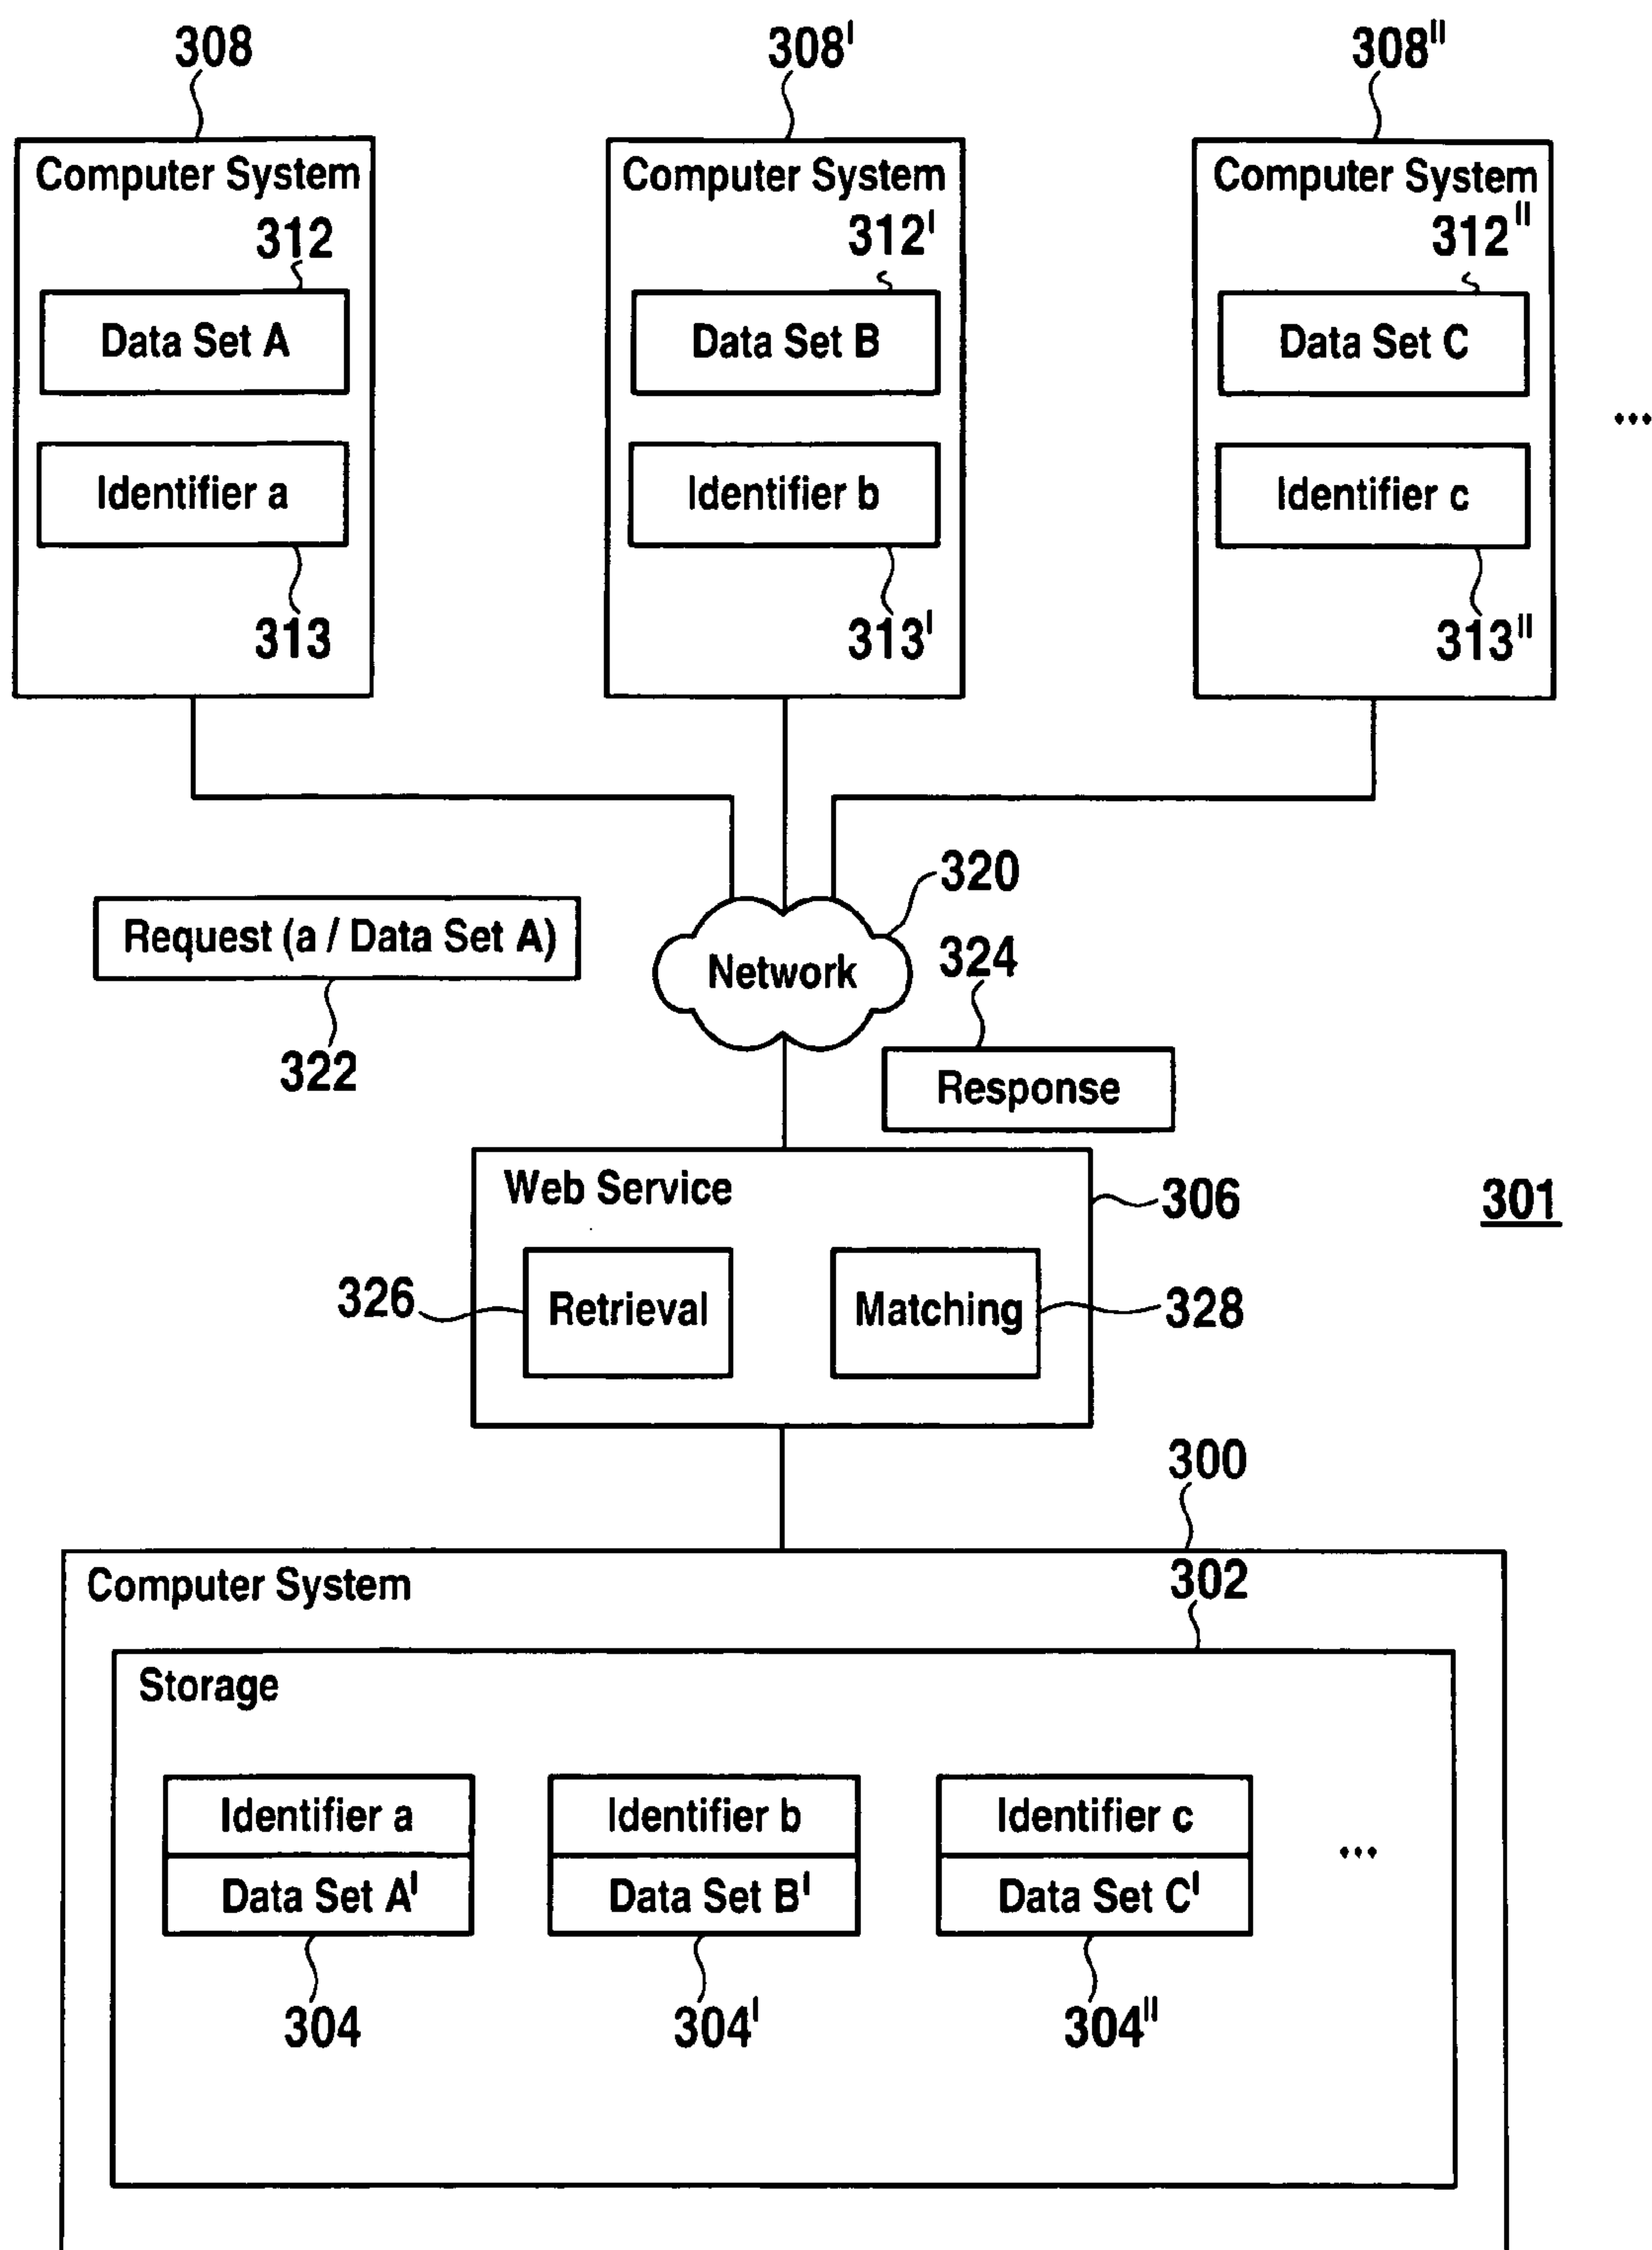 308 308ᴵ 308ᴵᴵ
Computer System Computer System Computer System
312 312ᴵ 312ᴵᴵ
Data Set A Data Set B Data Set C
...
Identifier a Identifier b Identifier c
313 313ᴵ 313ᴵᴵ
320
Request (a / Data Set A)
Network
324
322
Response
Web Service
306
301
326 Retrieval Matching 328
300
Computer System
302
Storage
Identifier a Identifier b Identifier c
...
Data Set Aᴵ Data Set Bᴵ Data Set Cᴵ
304 304ᴵ 304ᴵᴵ